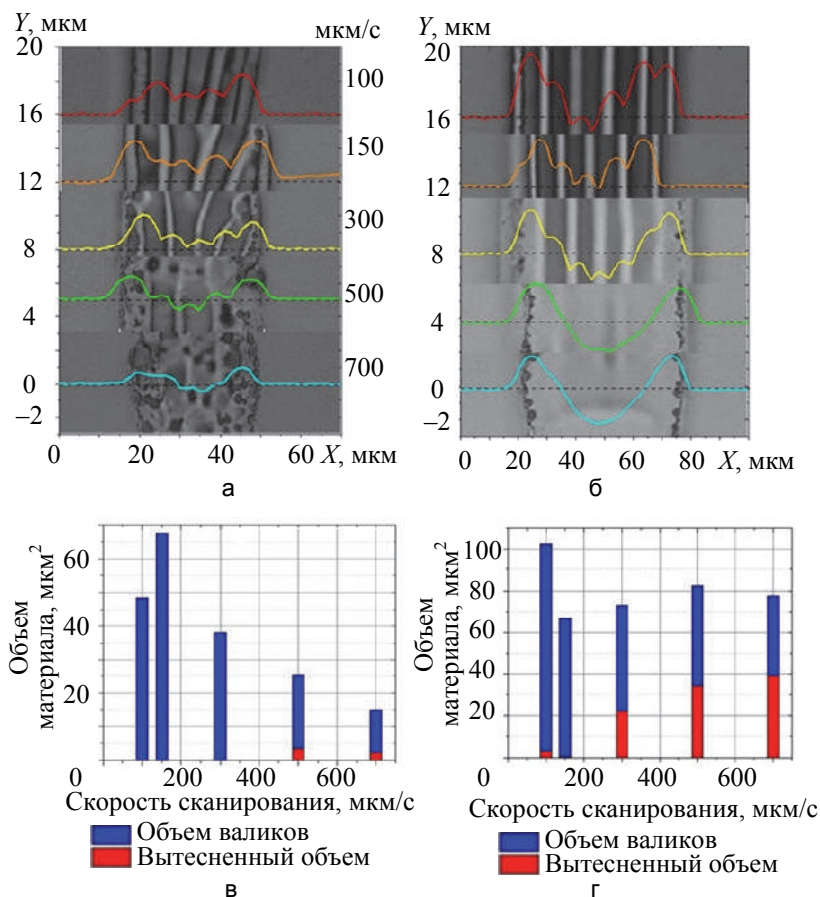 Y, мкм
мкм/с
20
100
16
150
12
300
8
500
4
700
0
–2
0
20
40
60
X, мкм
а
Y, мкм
20
16
12
8
4
0
–2
0
20
40
60
80
X, мкм
б
Объем
материала, мкм²
60
40
20
0
200
400
600
Скорость сканирования, мкм/с
Объем валиков
Вытесненный объем
в
Объем
материала, мкм²
100
80
60
40
20
0
200
400
600
Скорость сканирования, мкм/с
Объем валиков
Вытесненный объем
г